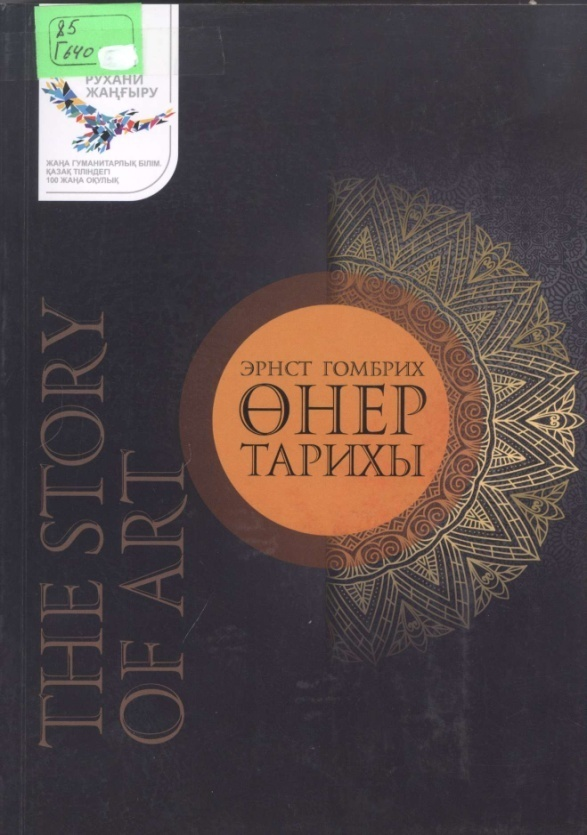 85
Г640
РУХАНИ
ЖАҢҒЫРУ
ЖАҢА ГУМАНИТАРЛЫҚ БІЛІМ.
ҚАЗАҚ ТІЛІНДЕГІ
100 ЖАҢА ОҚУЛЫҚ
ЭРНСТ ГОМБРИХ
ӨНЕР
ТАРИХЫ
THE STORY
OF ART